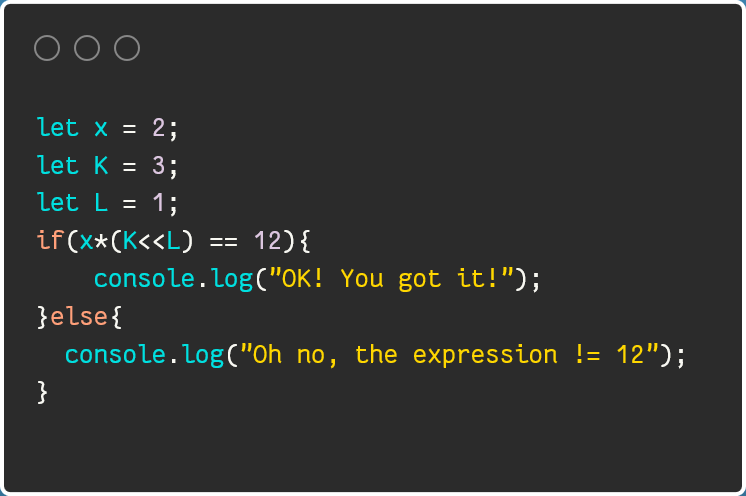 let x = 2;
let K = 3;
let L = 1;
if(x*(K<<L) == 12){
    console.log("OK! You got it!");
}else{
  console.log("Oh no, the expression != 12");
}